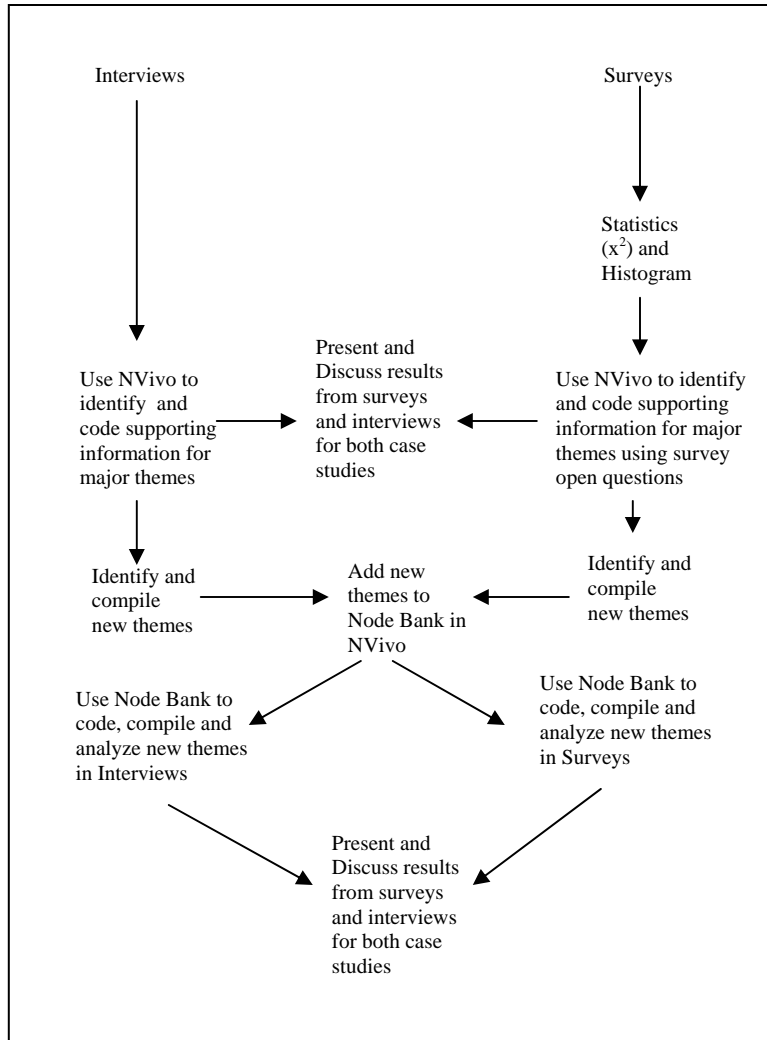 Interviews
Surveys
Statistics
(x²) and
Histogram
Present and
Discuss results
from surveys
and interviews
for both case
studies
Use NVivo to
identify and
code supporting
information for
major themes
Use NVivo to identify
and code supporting
information for major
themes using survey
open questions
Identify and
compile
new themes
Add new
themes to
Node Bank in
NVivo
Identify and
compile
new themes
Use Node Bank to
code, compile and
analyze new themes
in Interviews
Use Node Bank to
code, compile and
analyze new themes
in Surveys
Present and
Discuss results
from surveys
and interviews
for both case
studies